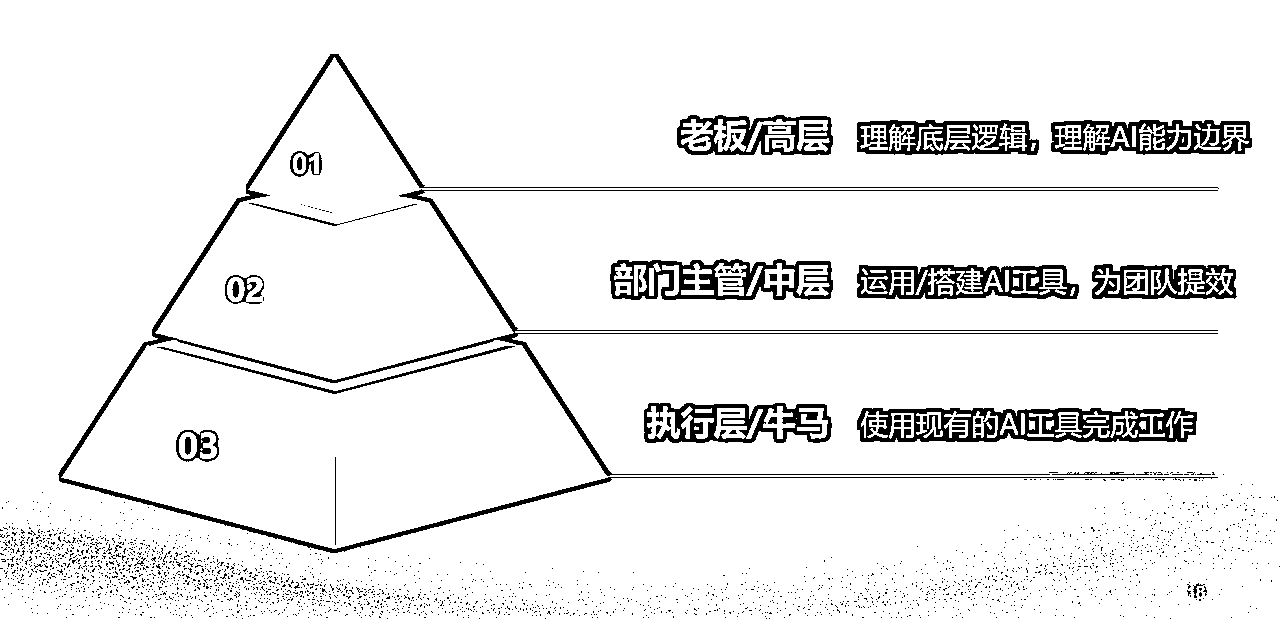 01
老板/高层 理解底层逻辑，理解AI能力边界
02
部门主管/中层 运用/搭建AI工具，为团队提效
03
执行层/牛马 使用现有的AI工具完成工作